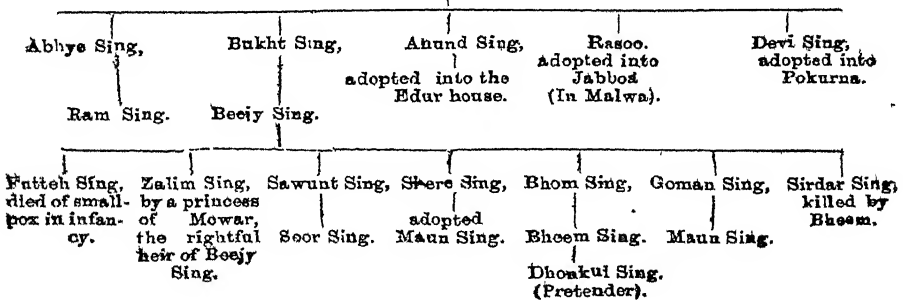 Abhye Sing, Bukht Sing, Anund Sing, Rasoo. Devi Sing,
adopted into the Adopted into adopted into
Edur house. Jabboa Pokurna.
(In Malwa).
Ram Sing. Beejy Sing.
Futteh Sing, Zalim Sing, Sawunt Sing, Shere Sing, Bhom Sing, Goman Sing, Sirdar Sing,
died of small- by a princess killed by
pox in infan- of Mowar, adopted Bheem.
cy. the rightful Soor Sing. Maun Sing. Bheem Sing. Maun Sing.
heir of Beejy
Sing. Dhonkul Sing.
(Pretender).